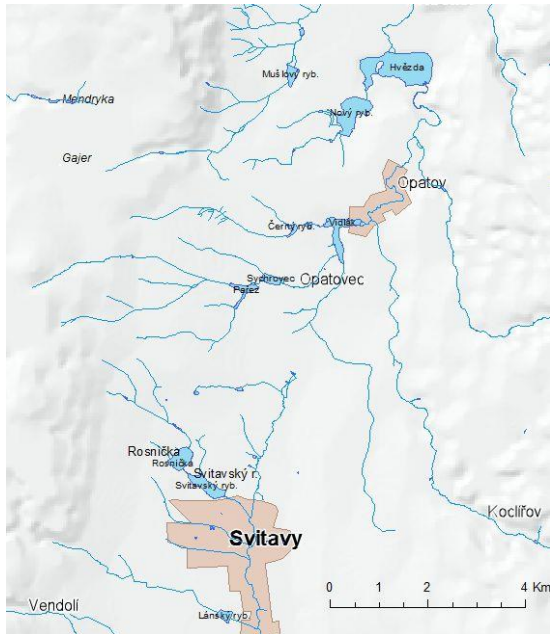 Hvězda
Mušlový ryb.
Mendryka
Nový ryb.
Gajer
Opatov
Vidlák
Černý ryb.
Sychrovec
Opatovec
Pařez
Rosnička
Rosnička
Svitavský r.
Svitavský ryb.
Koclířov
Svitavy
0 1 2 4 Km
Vendolí
Lánský ryb.